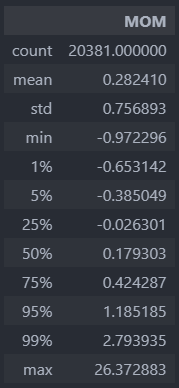 MOM
count 20381.000000
mean 0.282410
std 0.756893
min -0.972296
1% -0.653142
5% -0.385049
25% -0.026301
50% 0.179303
75% 0.424287
95% 1.185185
99% 2.793935
max 26.372883